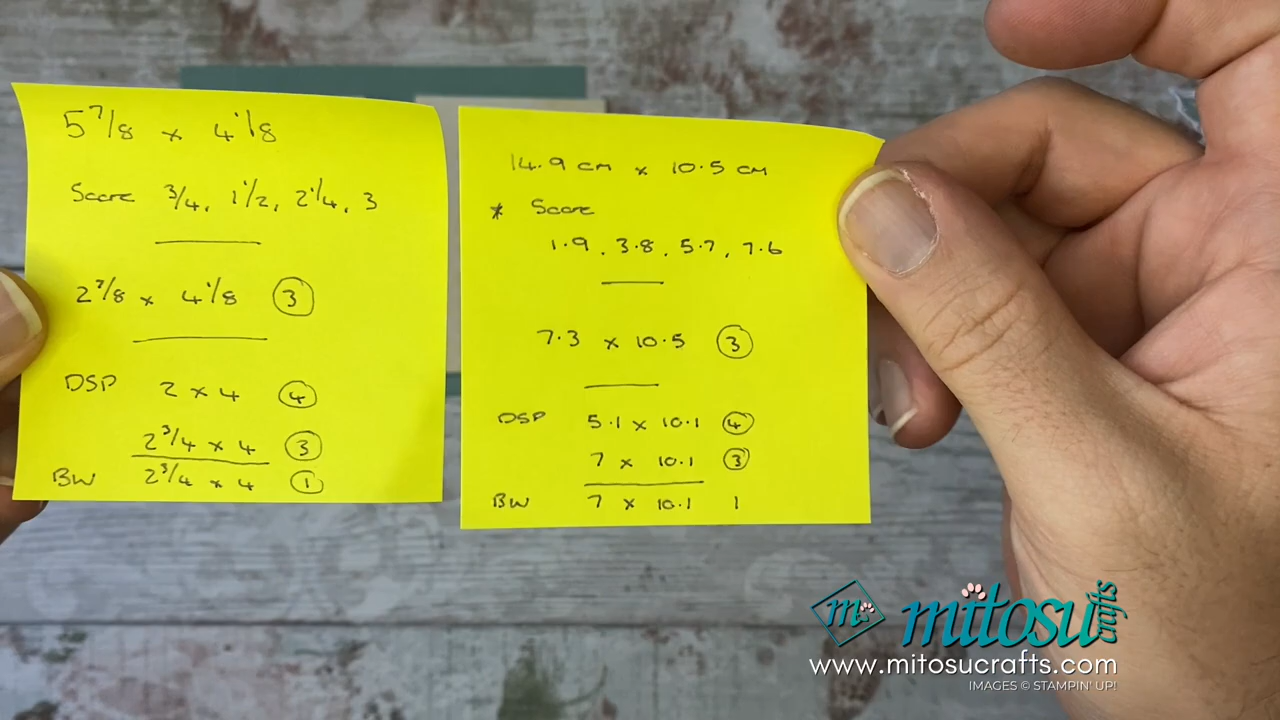 5 7/8 x 4 1/8
Score 3/4, 1 1/2, 2 1/4, 3
2 7/8 x 4 1/8 3
DSP 2 x 4 4
2 3/4 x 4 3
BW 2 3/4 x 4 1
14.9 cm x 10.5 cm
* Score
1.9, 3.8, 5.7, 7.6
7.3 x 10.5 3
DSP 5.1 x 10.1 4
7 x 10.1 3
BW 7 x 10.1 1
m
mitosu crafts
www.mitosucrafts.com
IMAGES © STAMPIN' UP!